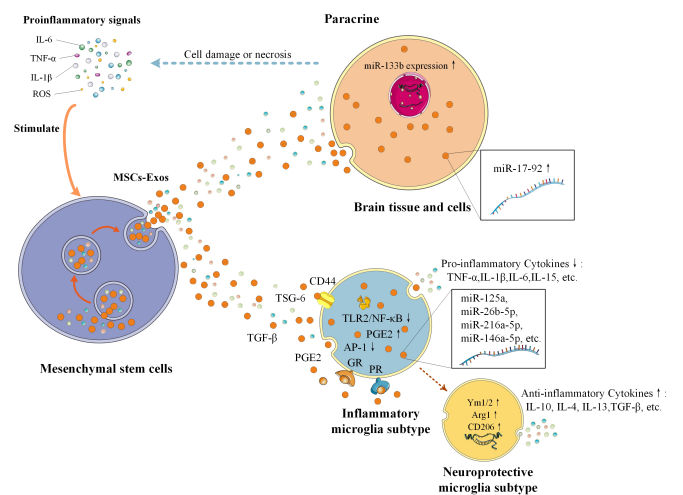 Proinflammatory signals
IL-6
TNF-α
IL-1β
ROS
Stimulate
Cell damage or necrosis
Paracrine
miR-133b expression ↑
Brain tissue and cells
miR-17-92 ↑
MSCs-Exos
Mesenchymal stem cells
CD44
TSG-6
TGF-β
PGE2
TLR2/NF-κB ↓
PGE2 ↑
AP-1 ↓
GR
PR
Inflammatory
microglia subtype
Pro-inflammatory Cytokines ↓ :
TNF-α,IL-1β,IL-6,IL-15, etc.
miR-125a,
miR-26b-5p,
miR-216a-5p,
miR-146a-5p, etc.
Ym1/2 ↑
Arg1 ↑
CD206 ↑
Anti-inflammatory Cytokines ↑ :
IL-10, IL-4, IL-13,TGF-β, etc.
Neuroprotective
microglia subtype